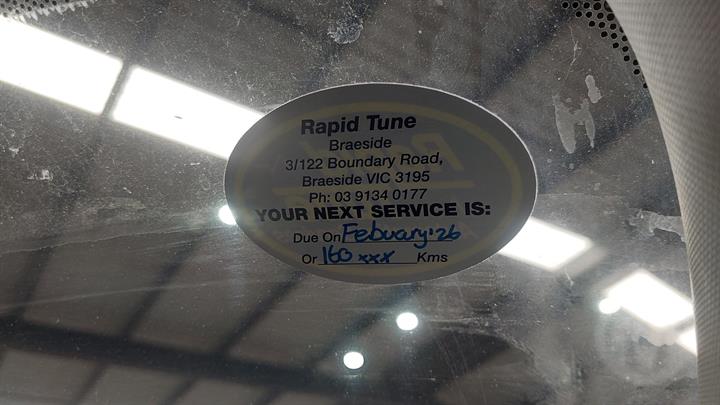 Rapid Tune
Braeside
3/122 Boundary Road,
Braeside VIC 3195
Ph: 03 9134 0177
YOUR NEXT SERVICE IS:
Due On Febuary '26
Or 160 xxx Kms